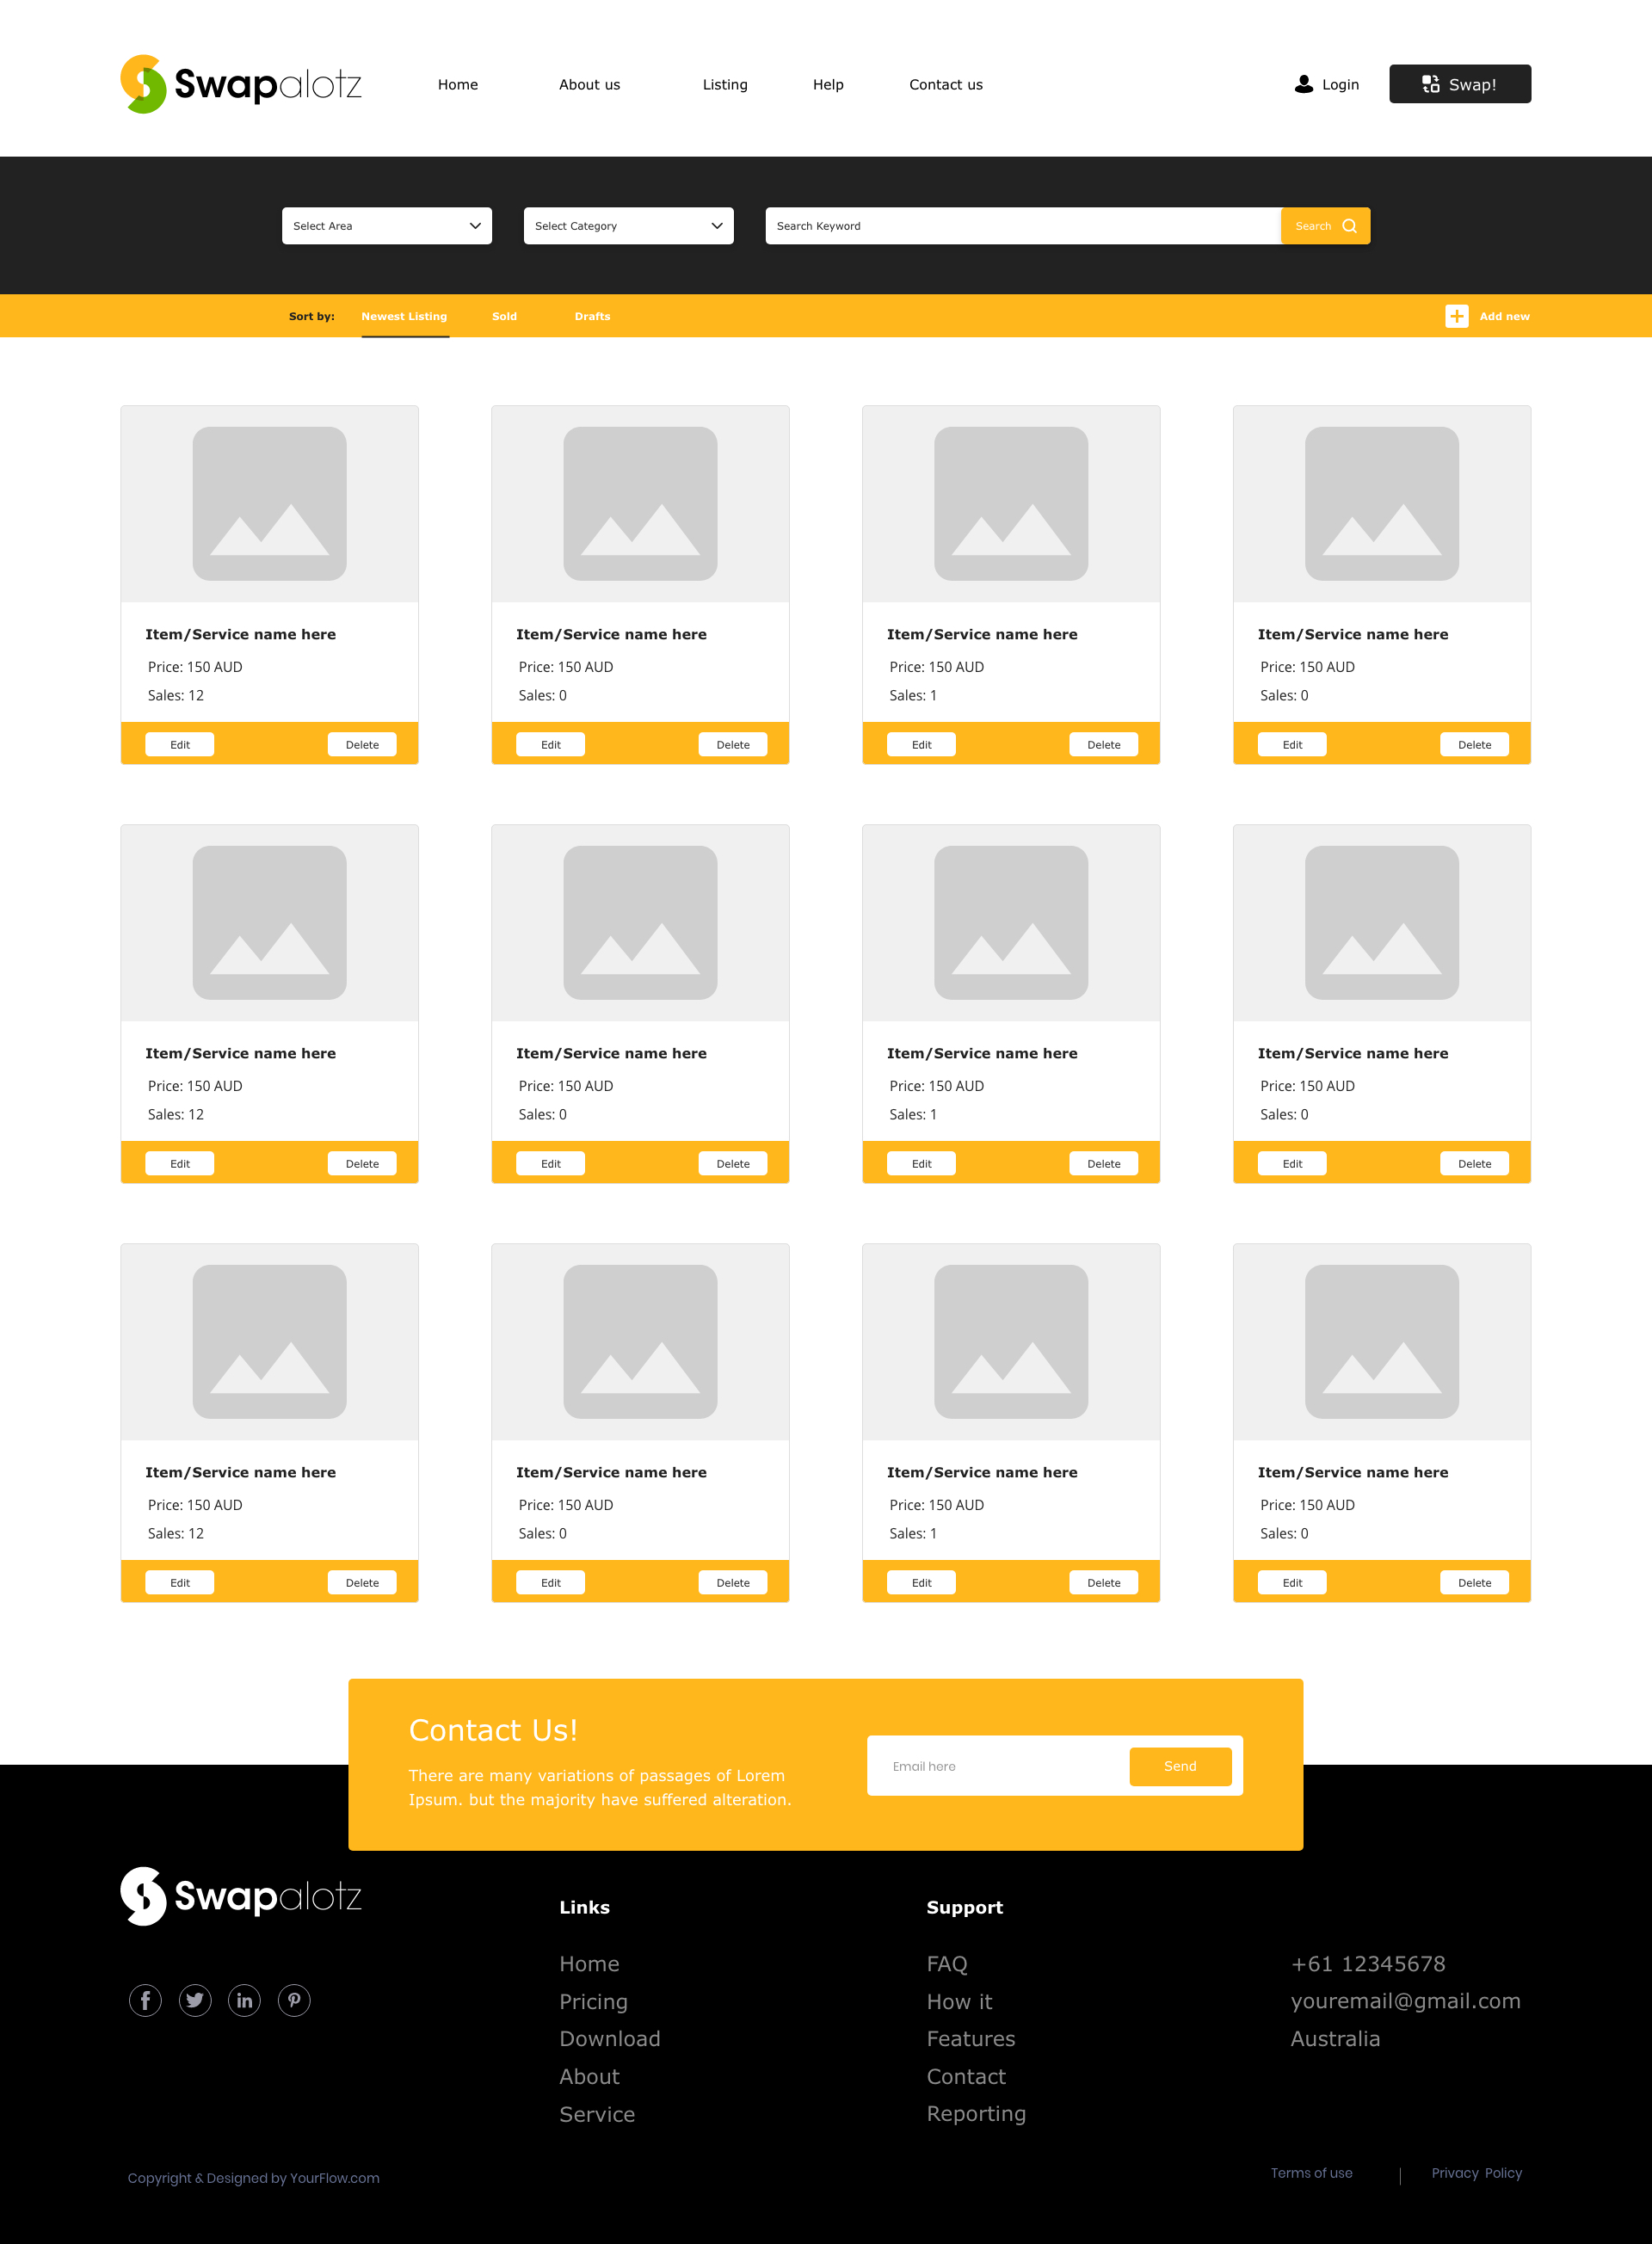 Swapalotz Home About us Listing Help Contact us Login Swap!
Select Area Select Category Search Keyword Search
Sort by: Newest Listing Sold Drafts Add new
Item/Service name here Item/Service name here Item/Service name here Item/Service name here
Price: 150 AUD Price: 150 AUD Price: 150 AUD Price: 150 AUD
Sales: 12 Sales: 0 Sales: 1 Sales: 0
Edit Delete Edit Delete Edit Delete Edit Delete
Item/Service name here Item/Service name here Item/Service name here Item/Service name here
Price: 150 AUD Price: 150 AUD Price: 150 AUD Price: 150 AUD
Sales: 12 Sales: 0 Sales: 1 Sales: 0
Edit Delete Edit Delete Edit Delete Edit Delete
Item/Service name here Item/Service name here Item/Service name here Item/Service name here
Price: 150 AUD Price: 150 AUD Price: 150 AUD Price: 150 AUD
Sales: 12 Sales: 0 Sales: 1 Sales: 0
Edit Delete Edit Delete Edit Delete Edit Delete
Contact Us!
There are many variations of passages of Lorem
Ipsum. but the majority have suffered alteration.
Email here Send
Swapalotz
Links
Home
Pricing
Download
About
Service
Support
FAQ
How it
Features
Contact
Reporting
+61 12345678
youremail@gmail.com
Australia
Copyright & Designed by YourFlow.com
Terms of use | Privacy Policy